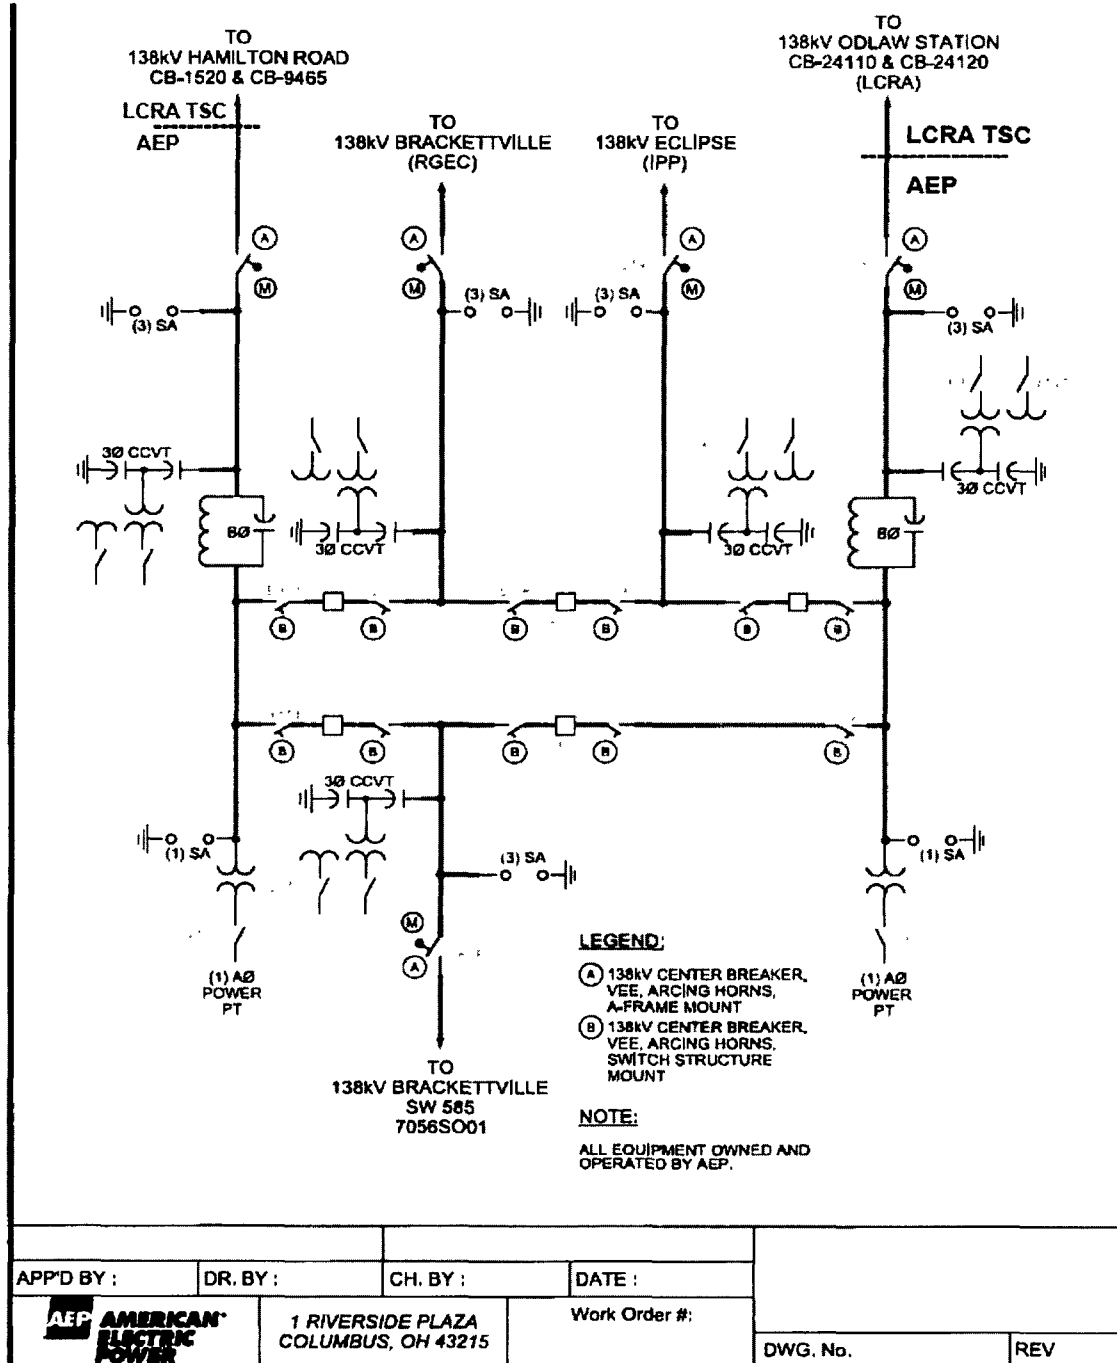 TO
138kV HAMILTON ROAD
CB-1520 & CB-9465
LCRA TSC
AEP
TO
138kV BRACKETTVILLE
(RGEC)
TO
138kV ECLIPSE
(IPP)
TO
138kV ODLAW STATION
CB-24110 & CB-24120
(LCRA)
LCRA TSC
AEP
A
M
A
M
A
M
A
M
(3) SA
(3) SA
(3) SA
(3) SA
3Ø CCVT
3Ø CCVT
3Ø CCVT
3Ø CCVT
BØ
BØ
B
B
B
B
B
B
B
B
B
B
B
3Ø CCVT
(1) SA
(3) SA
(1) SA
M
A
(1) AØ
POWER
PT
(1) AØ
POWER
PT
TO
138kV BRACKETTVILLE
SW 585
7056SO01
LEGEND:
A 138kV CENTER BREAKER,
VEE, ARCING HORNS,
A-FRAME MOUNT
B 138kV CENTER BREAKER,
VEE, ARCING HORNS,
SWITCH STRUCTURE
MOUNT
NOTE:
ALL EQUIPMENT OWNED AND
OPERATED BY AEP.
APP'D BY :
DR. BY :
CH. BY :
DATE :
AEP AMERICAN
ELECTRIC
POWER
1 RIVERSIDE PLAZA
COLUMBUS, OH 43215
Work Order #:
DWG. No.
REV